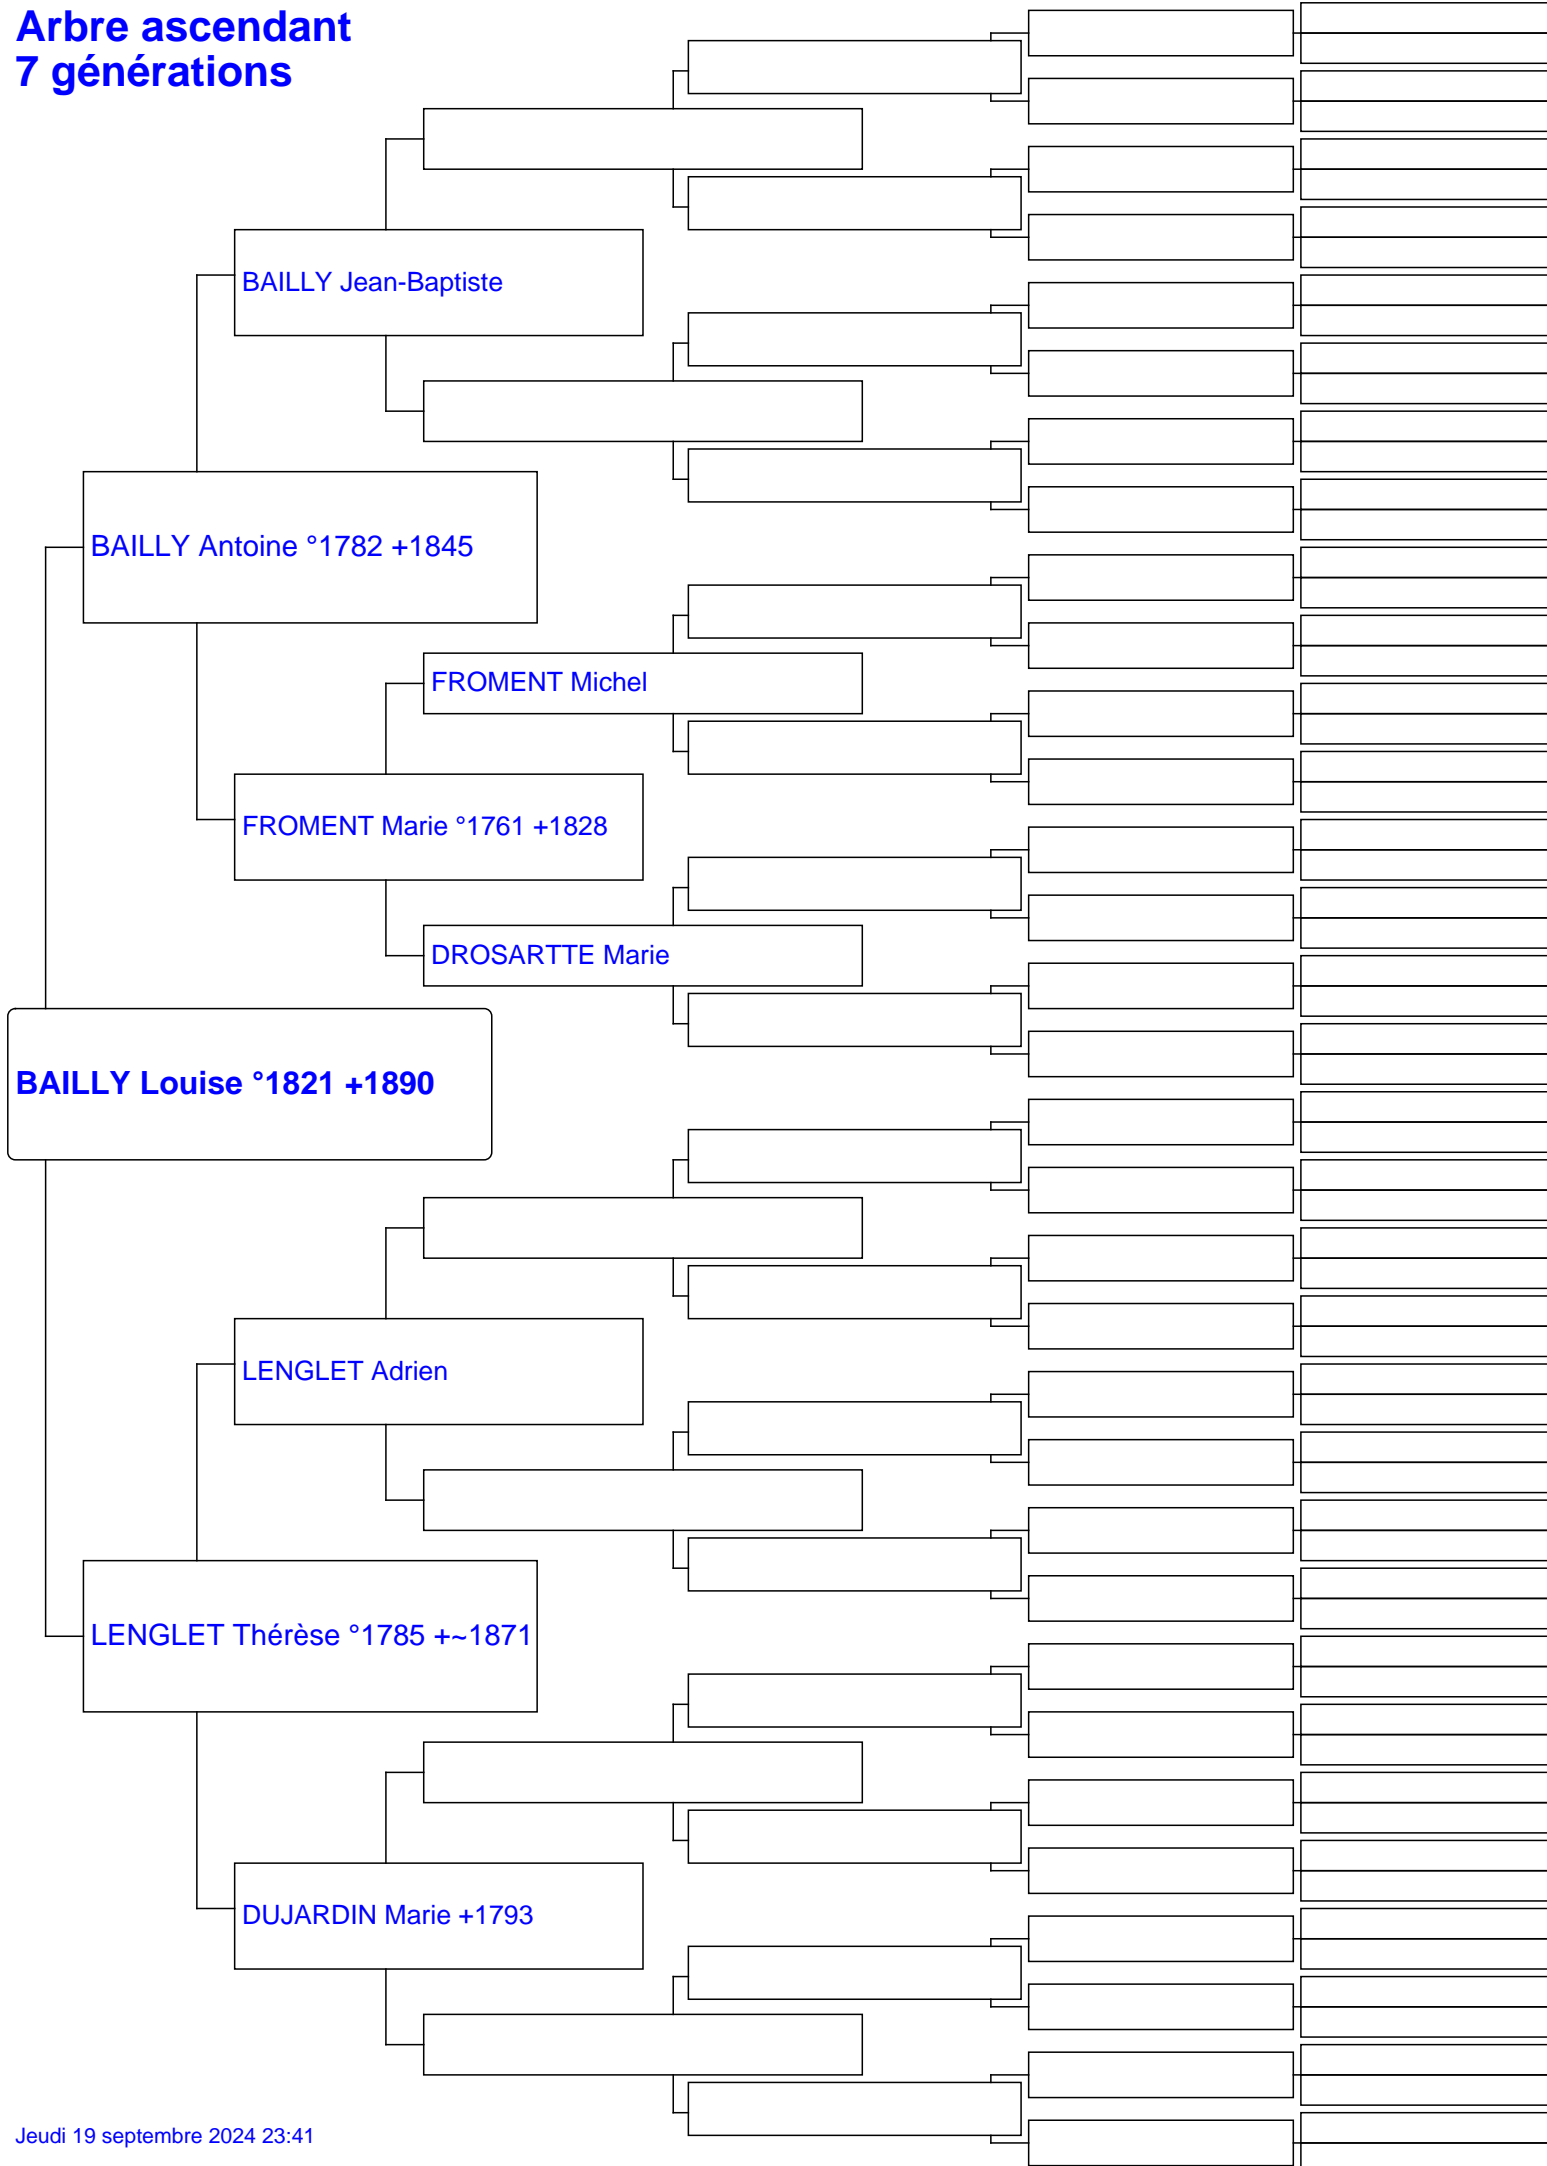 Arbre ascendant
7 générations
BAILLY Jean-Baptiste
BAILLY Antoine °1782 +1845
FROMENT Michel
FROMENT Marie °1761 +1828
DROSARTTE Marie
BAILLY Louise °1821 +1890
LENGLET Adrien
LENGLET Thérèse °1785 +~1871
DUJARDIN Marie +1793
Jeudi 19 septembre 2024 23:41